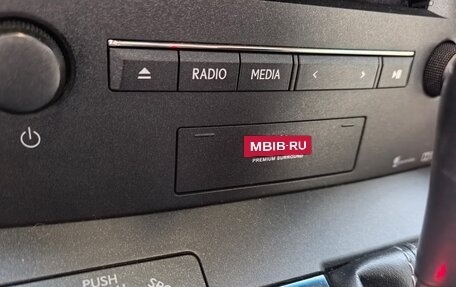 RADIO MEDIA
MBIB-RU
PREMIUM SURROUND
PUSH